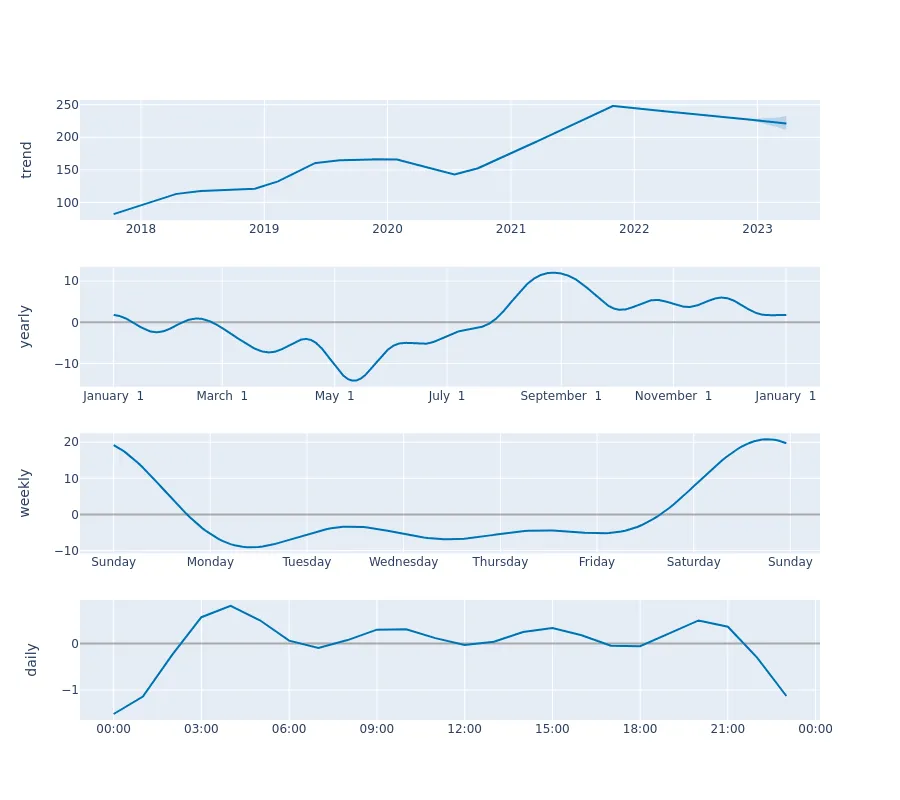 trend
250
200
150
100
2018 2019 2020 2021 2022 2023
yearly
10
0
−10
January 1 March 1 May 1 July 1 September 1 November 1 January 1
weekly
20
10
0
−10
Sunday Monday Tuesday Wednesday Thursday Friday Saturday Sunday
daily
0
−1
00:00 03:00 06:00 09:00 12:00 15:00 18:00 21:00 00:00